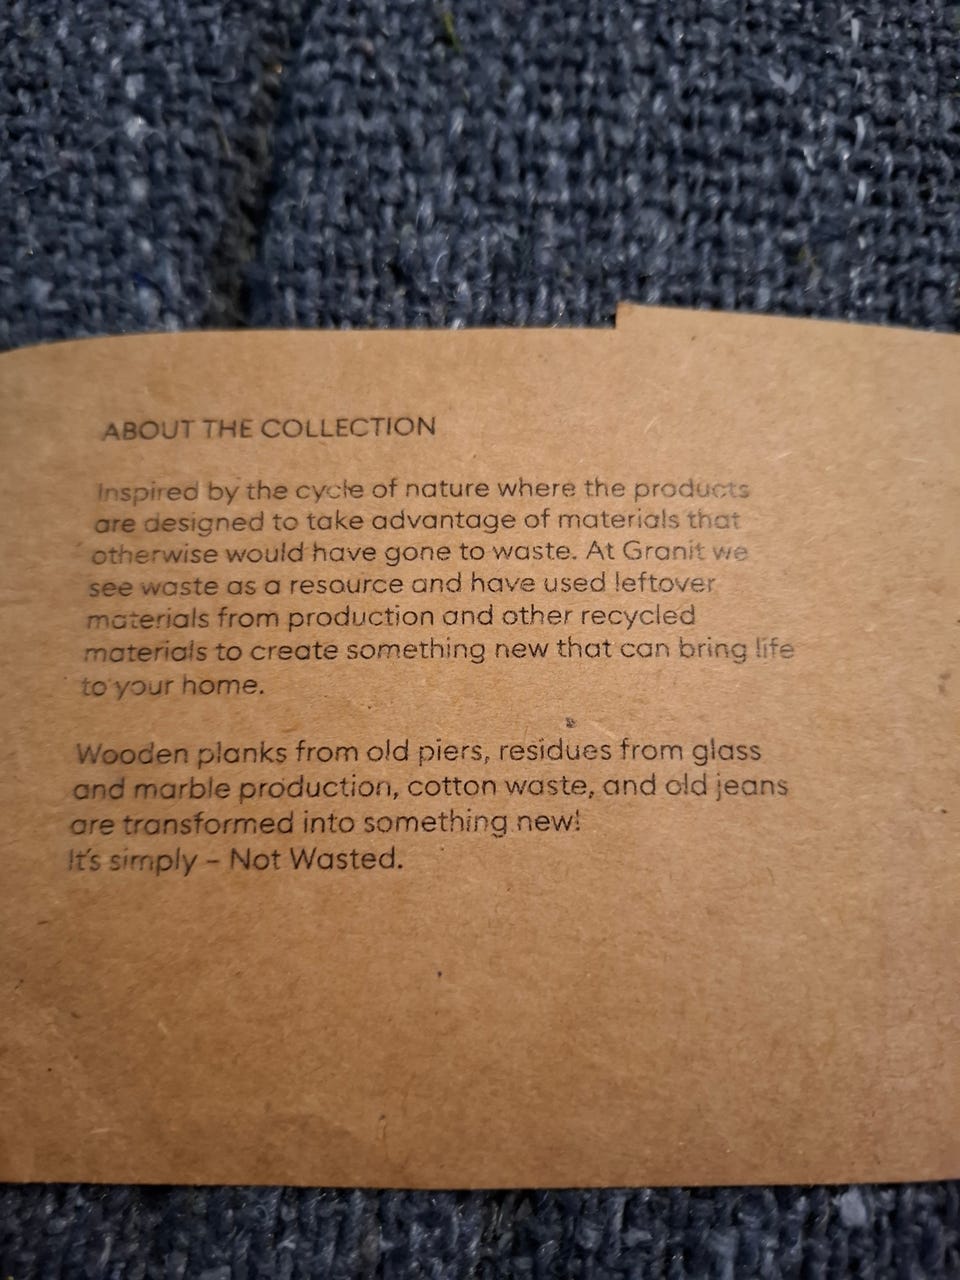 ABOUT THE COLLECTION
Inspired by the cycle of nature where the products
are designed to take advantage of materials that
otherwise would have gone to waste. At Granit we
see waste as a resource and have used leftover
materials from production and other recycled
materials to create something new that can bring life
to your home.
Wooden planks from old piers, residues from glass
and marble production, cotton waste, and old jeans
are transformed into something new!
It's simply – Not Wasted.